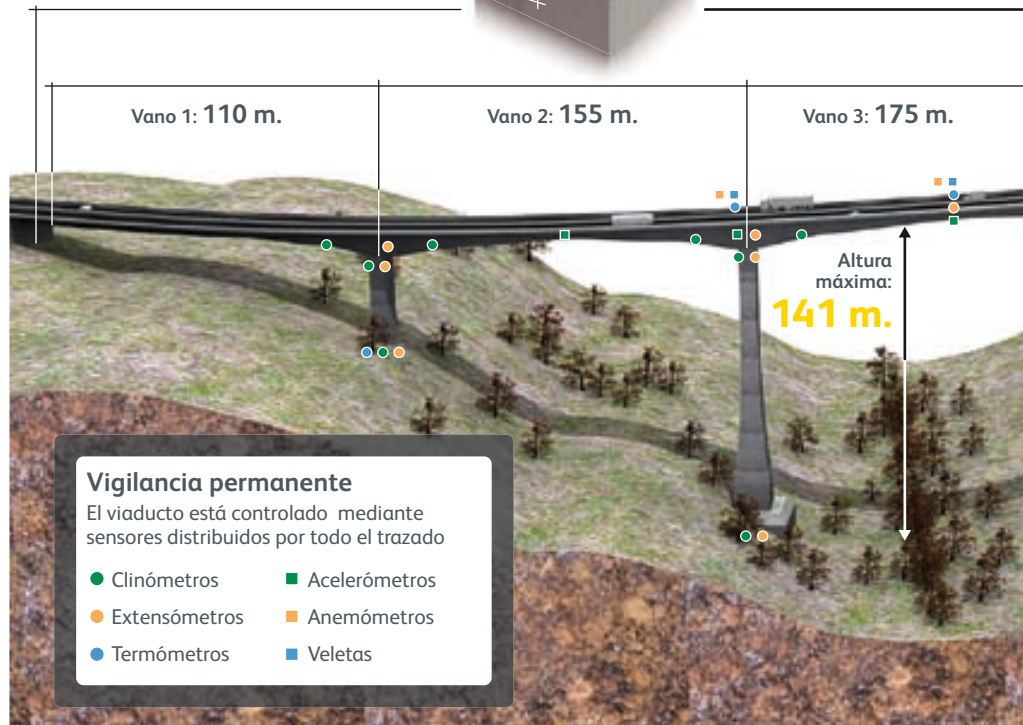 Vano 1: 110 m.
Vano 2: 155 m.
Vano 3: 175 m.
Altura
máxima:
141 m.
Vigilancia permanente
El viaducto está controlado mediante
sensores distribuidos por todo el trazado
Clinómetros
Acelerómetros
Extensómetros
Anemómetros
Termómetros
Veletas